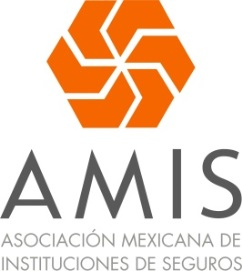 AMIS
ASOCIACIÓN MEXICANA DE
INSTITUCIONES DE SEGUROS